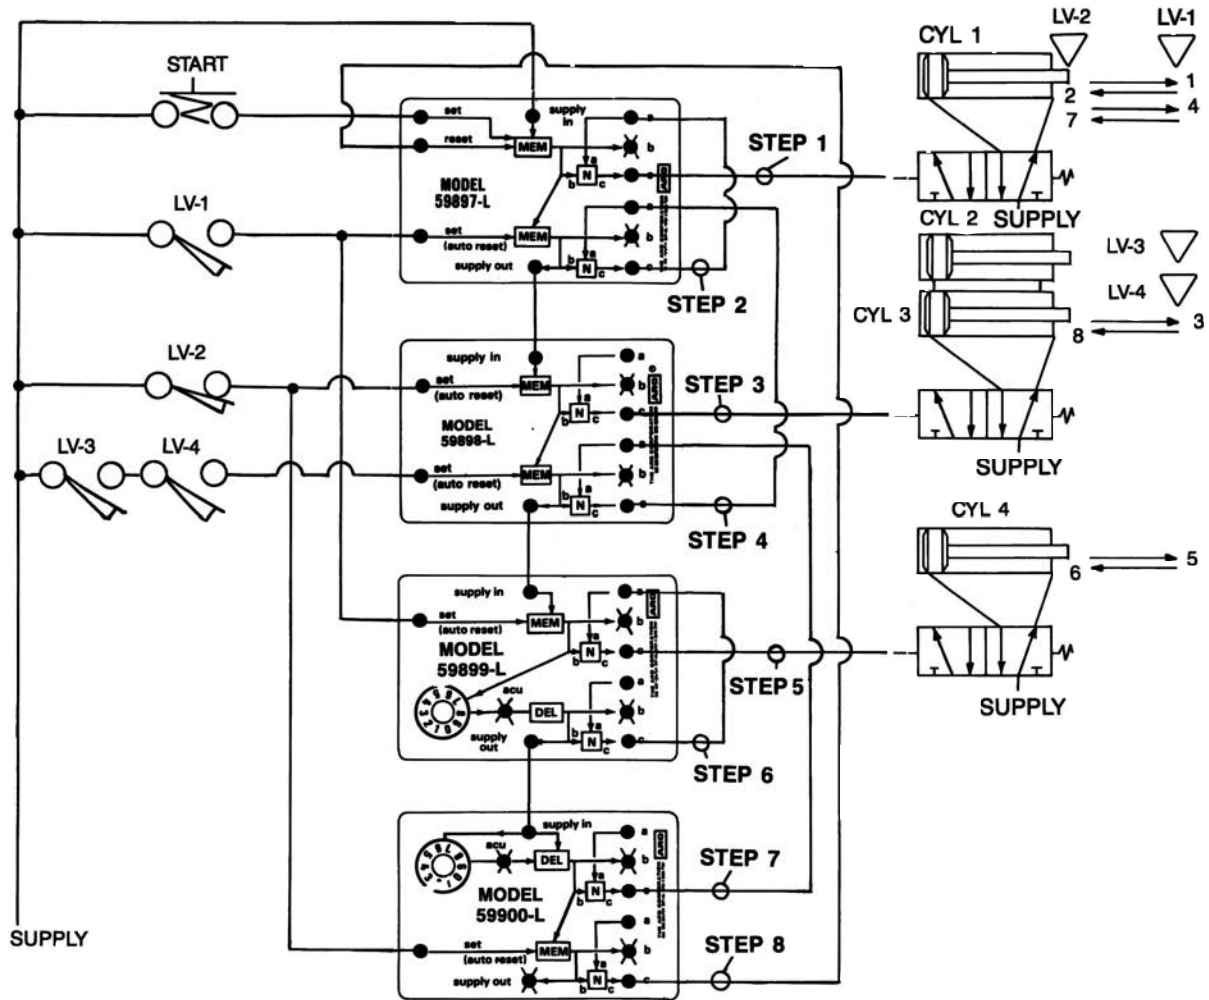 START
SUPPLY
set
reset
supply in
MEM
a
b
a
N
b
c
c
ARO
MODEL
59897-L
STEP 1
LV-1
set
(auto reset)
MEM
supply out
a
b
a
N
b
c
c
STEP 2
LV-2
supply in
set
(auto reset)
MEM
a
b
a
N
b
c
c
ARO
MODEL
59898-L
STEP 3
LV-3
LV-4
set
(auto reset)
MEM
supply out
a
b
a
N
b
c
c
STEP 4
supply in
set
(auto reset)
MEM
a
b
a
N
b
c
c
ARO
MODEL
59899-L
STEP 5
acu
DEL
supply
out
a
b
a
N
b
c
c
STEP 6
supply in
acu
DEL
a
b
a
N
b
c
c
ARO
MODEL
59900-L
STEP 7
set
(auto reset)
MEM
supply out
a
b
a
N
b
c
c
STEP 8
LV-2
LV-1
CYL 1
1
2
4
7
SUPPLY
CYL 2
LV-3
LV-4
CYL 3
3
8
SUPPLY
CYL 4
5
6
SUPPLY